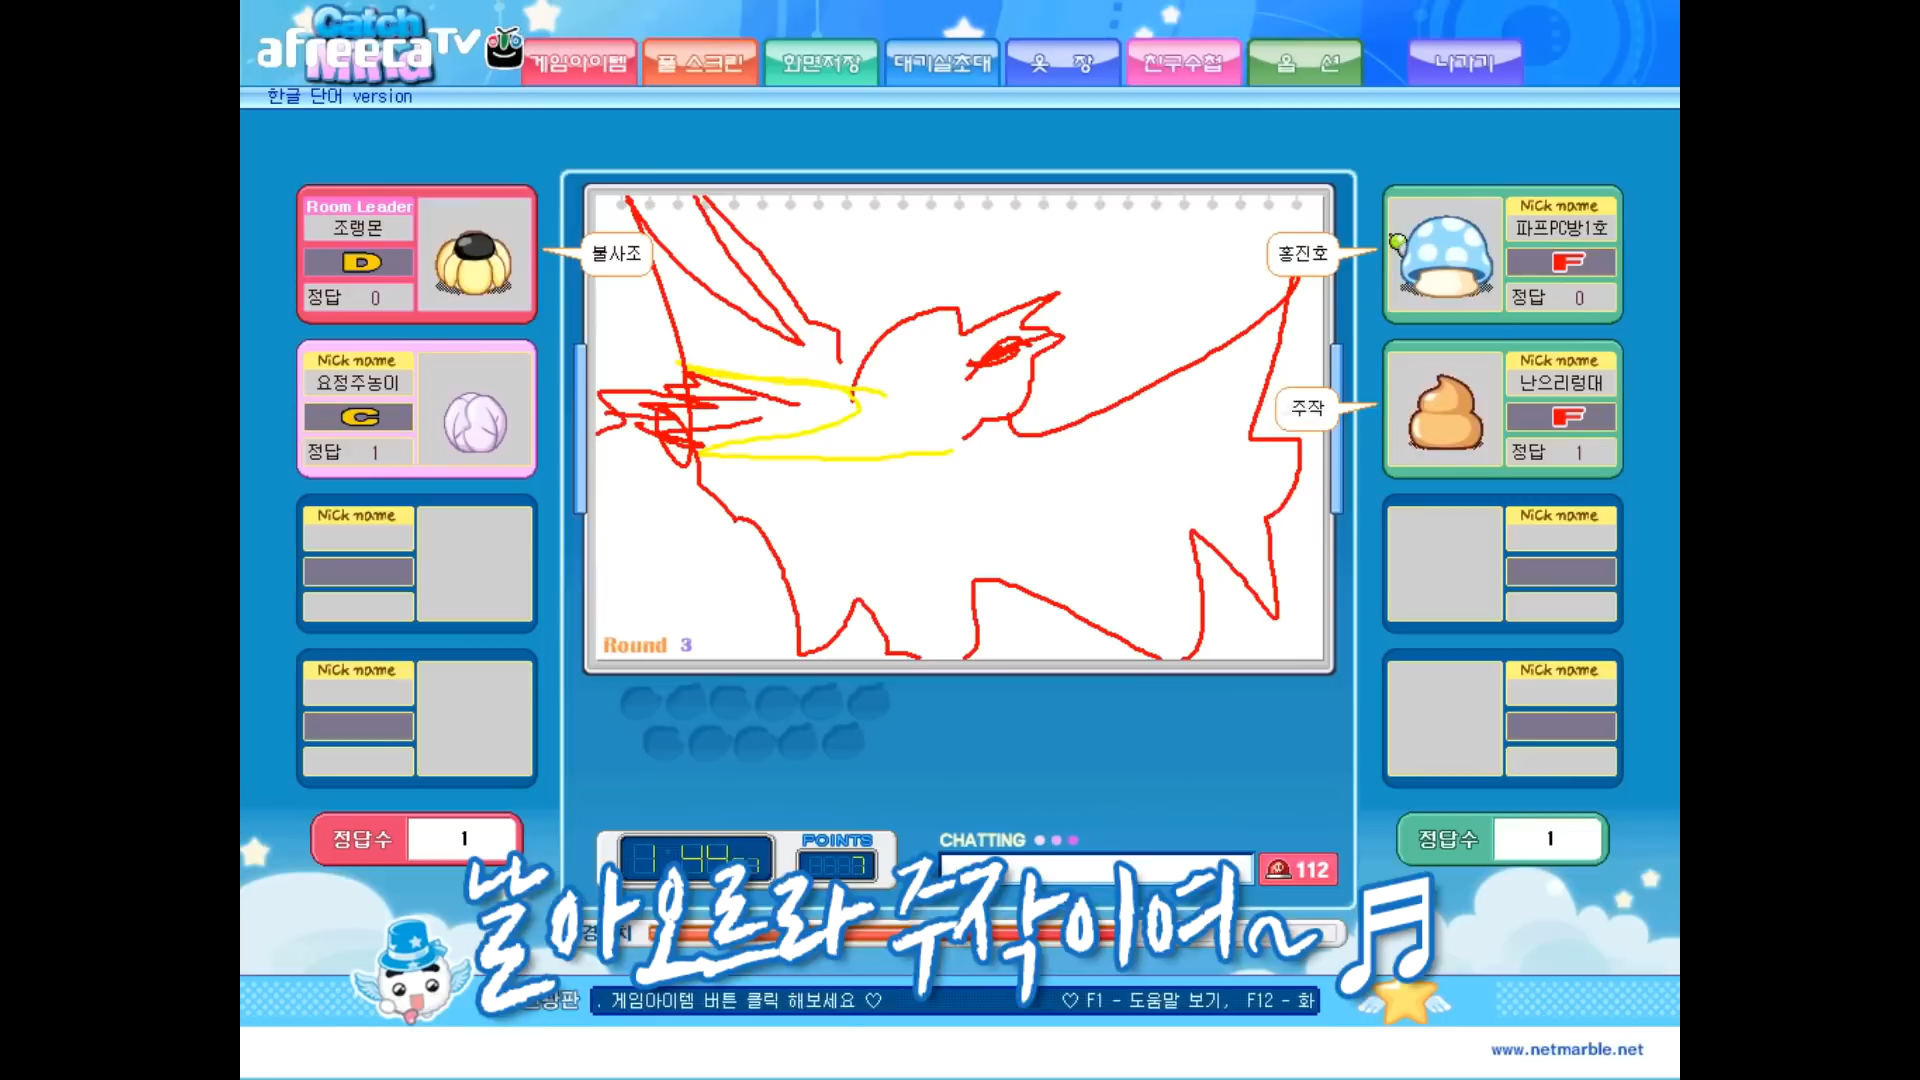 Catch
Mind
afreecaTV
게임아이템
풀 스크린
화면저장
대기실초대
옷 장
친구수첩
옵 션
나가기
한글 단어 version
Room Leader
조랭몬
D
정답 0
불사조
홍진호
Nick name
파프PC방1호
F
정답 0
Nick name
요정주농이
C
정답 1
주작
Nick name
난으리렁대
F
정답 1
Nick name
Nick name
Nick name
Nick name
Round 3
정답수 1
정답수 1
1:44
POINTS
7
CHATTING
112
날아오르라 주작이여~♬
. 게임아이템 버튼 클릭 해보세요 ♡ ♡ F1 - 도움말 보기, F12 - 화
www.netmarble.net